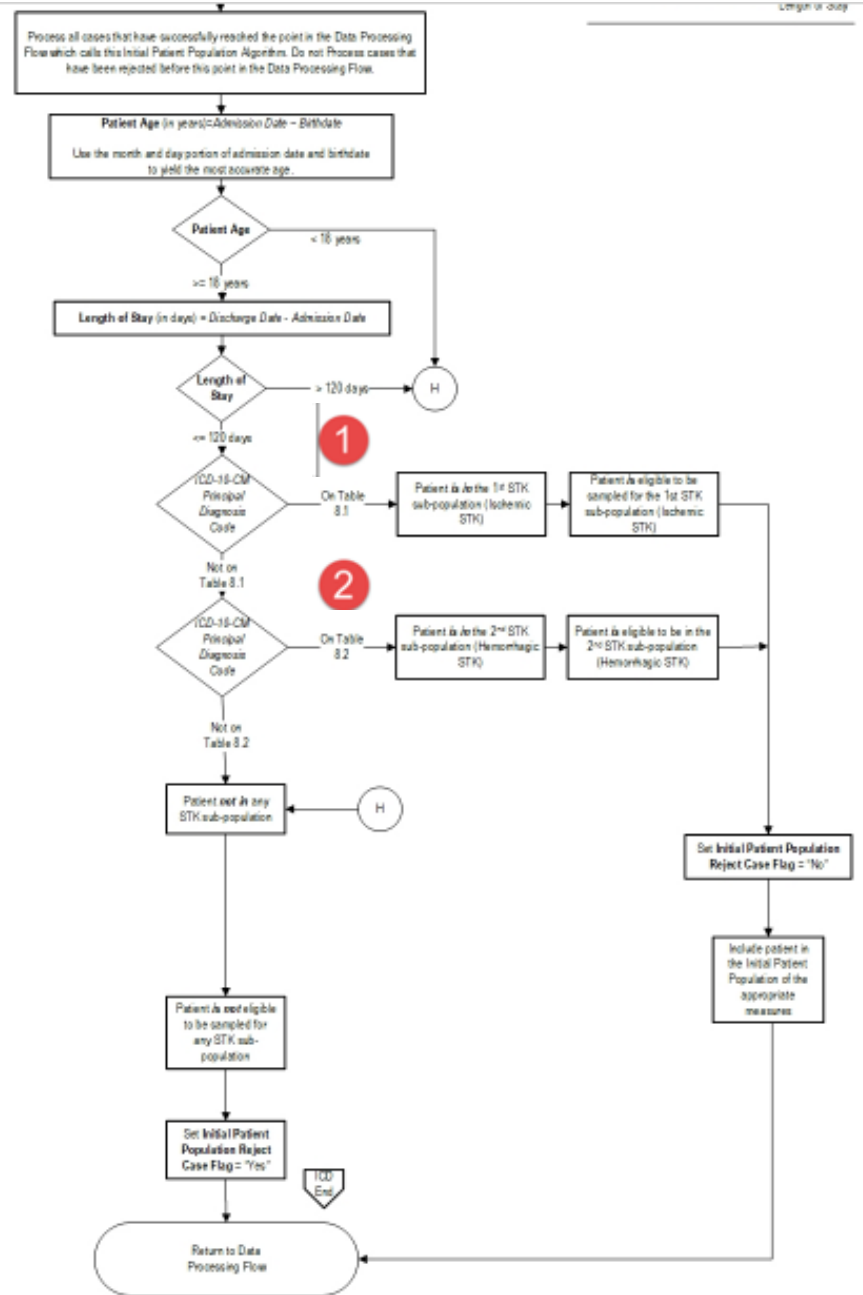 Length of Stay
Process all cases that have successfully reached the point in the Data Processing
Flow which calls this Initial Patient Population Algorithm. Do not Process cases that
have been rejected before this point in the Data Processing Flow.
Patient Age (in years)=Admission Date – Birthdate
Use the month and day portion of admission date and birthdate
to yield the most accurate age.
Patient Age
< 18 years
>= 18 years
Length of Stay (in days) = Discharge Date - Admission Date
Length of
Stay
> 120 days
H
<= 120 days
1
ICD-10-CM
Principal
Diagnosis
Code
On Table
8.1
Patient is in the 1st STK
sub-population (Ischemic
STK)
Patient is eligible to be
sampled for the 1st STK
sub-population (Ischemic
STK)
Not on
Table 8.1
2
ICD-10-CM
Principal
Diagnosis
Code
On Table
8.2
Patient is in the 2nd STK
sub-population (Hemorrhagic
STK)
Patient is eligible to be in the
2nd STK sub-population
(Hemorrhagic STK)
Not on
Table 8.2
Patient not in any
STK sub-population
H
Set Initial Patient Population
Reject Case Flag = "No"
Include patient in
the Initial Patient
Population of the
appropriate
measures
Patient is not eligible
to be sampled for
any STK sub-
population
Set Initial Patient
Population Reject
Case Flag = "Yes"
ICD
End
Return to Data
Processing Flow